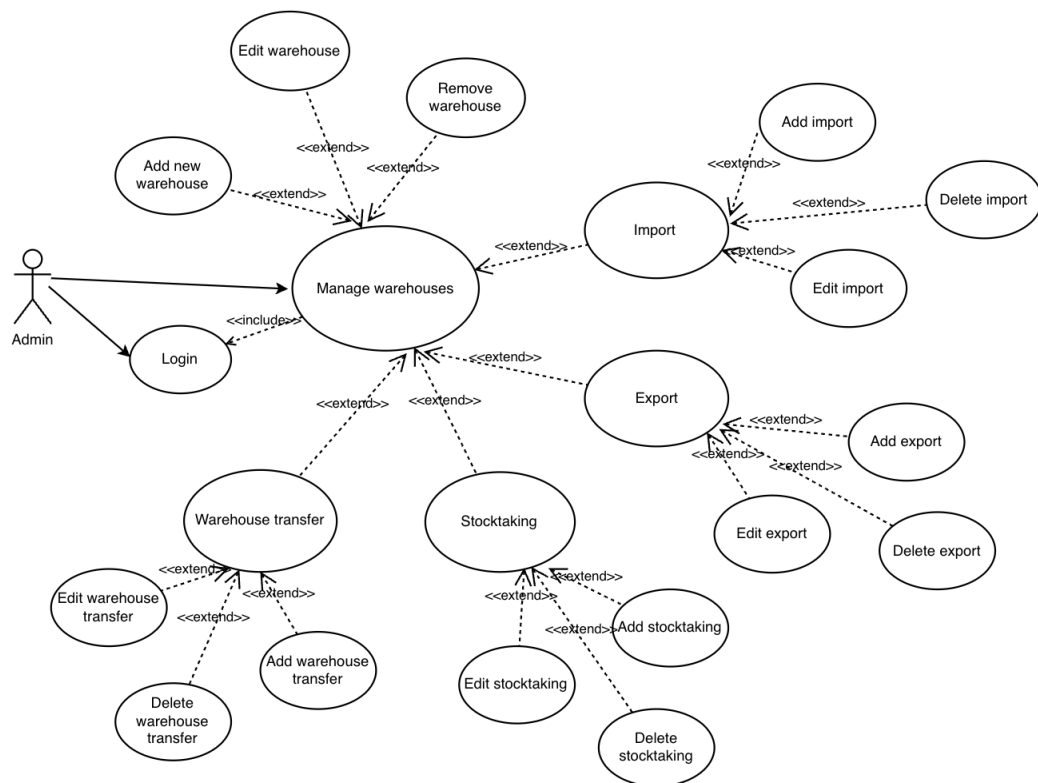 Edit warehouse
Remove
warehouse
Add import
<<extend>>
<<extend>>
<<extend>>
Add new
warehouse
<<extend>>
Delete import
<<extend>>
Import
<<extend>>
<<extend>>
Manage warehouses
Edit import
<<include>>
Admin
Login
<<extend>>
Export
<<extend>>
<<extend>>
<<extend>>
Add export
<<extend>>
<<extend>>
Warehouse transfer
Stocktaking
Edit export
Delete export
<<extend>>
<<extend>>
<<extend>>
<<extend>>
Edit warehouse
transfer
<<extend>>
<<extend>>
Add stocktaking
Add warehouse
transfer
Edit stocktaking
Delete
warehouse
transfer
Delete
stocktaking